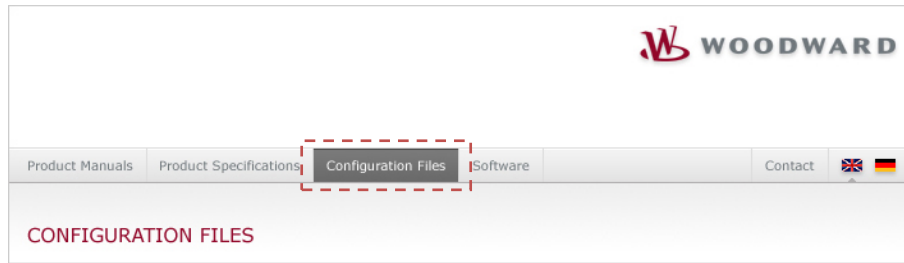 WOODWARD
Product Manuals Product Specifications Configuration Files Software Contact
CONFIGURATION FILES